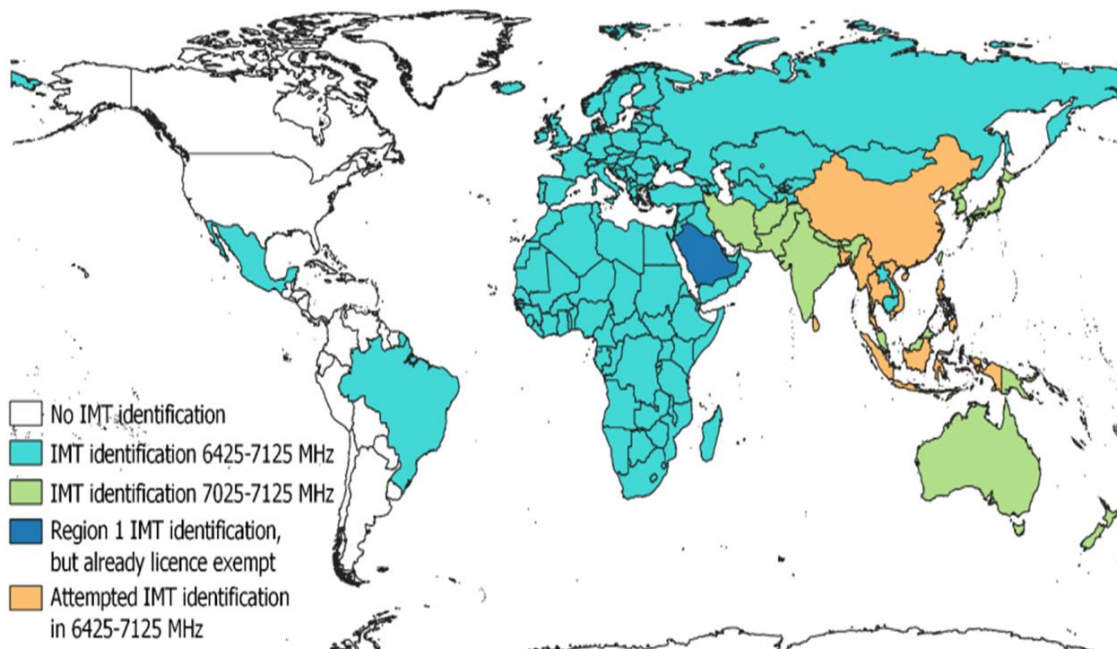 No IMT identification
IMT identification 6425-7125 MHz
IMT identification 7025-7125 MHz
Region 1 IMT identification,
but already licence exempt
Attempted IMT identification
in 6425-7125 MHz